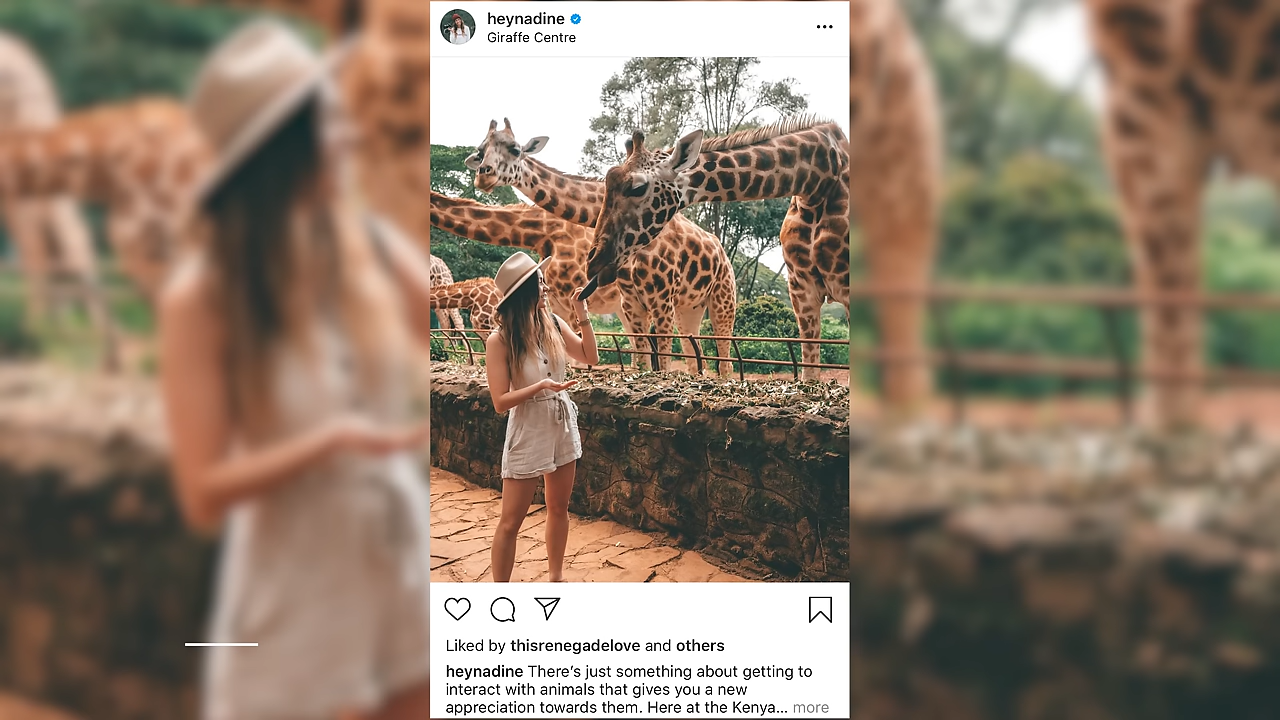 heynadine
Giraffe Centre
Liked by thisrenegadelove and others
heynadine There's just something about getting to
interact with animals that gives you a new
appreciation towards them. Here at the Kenya... more